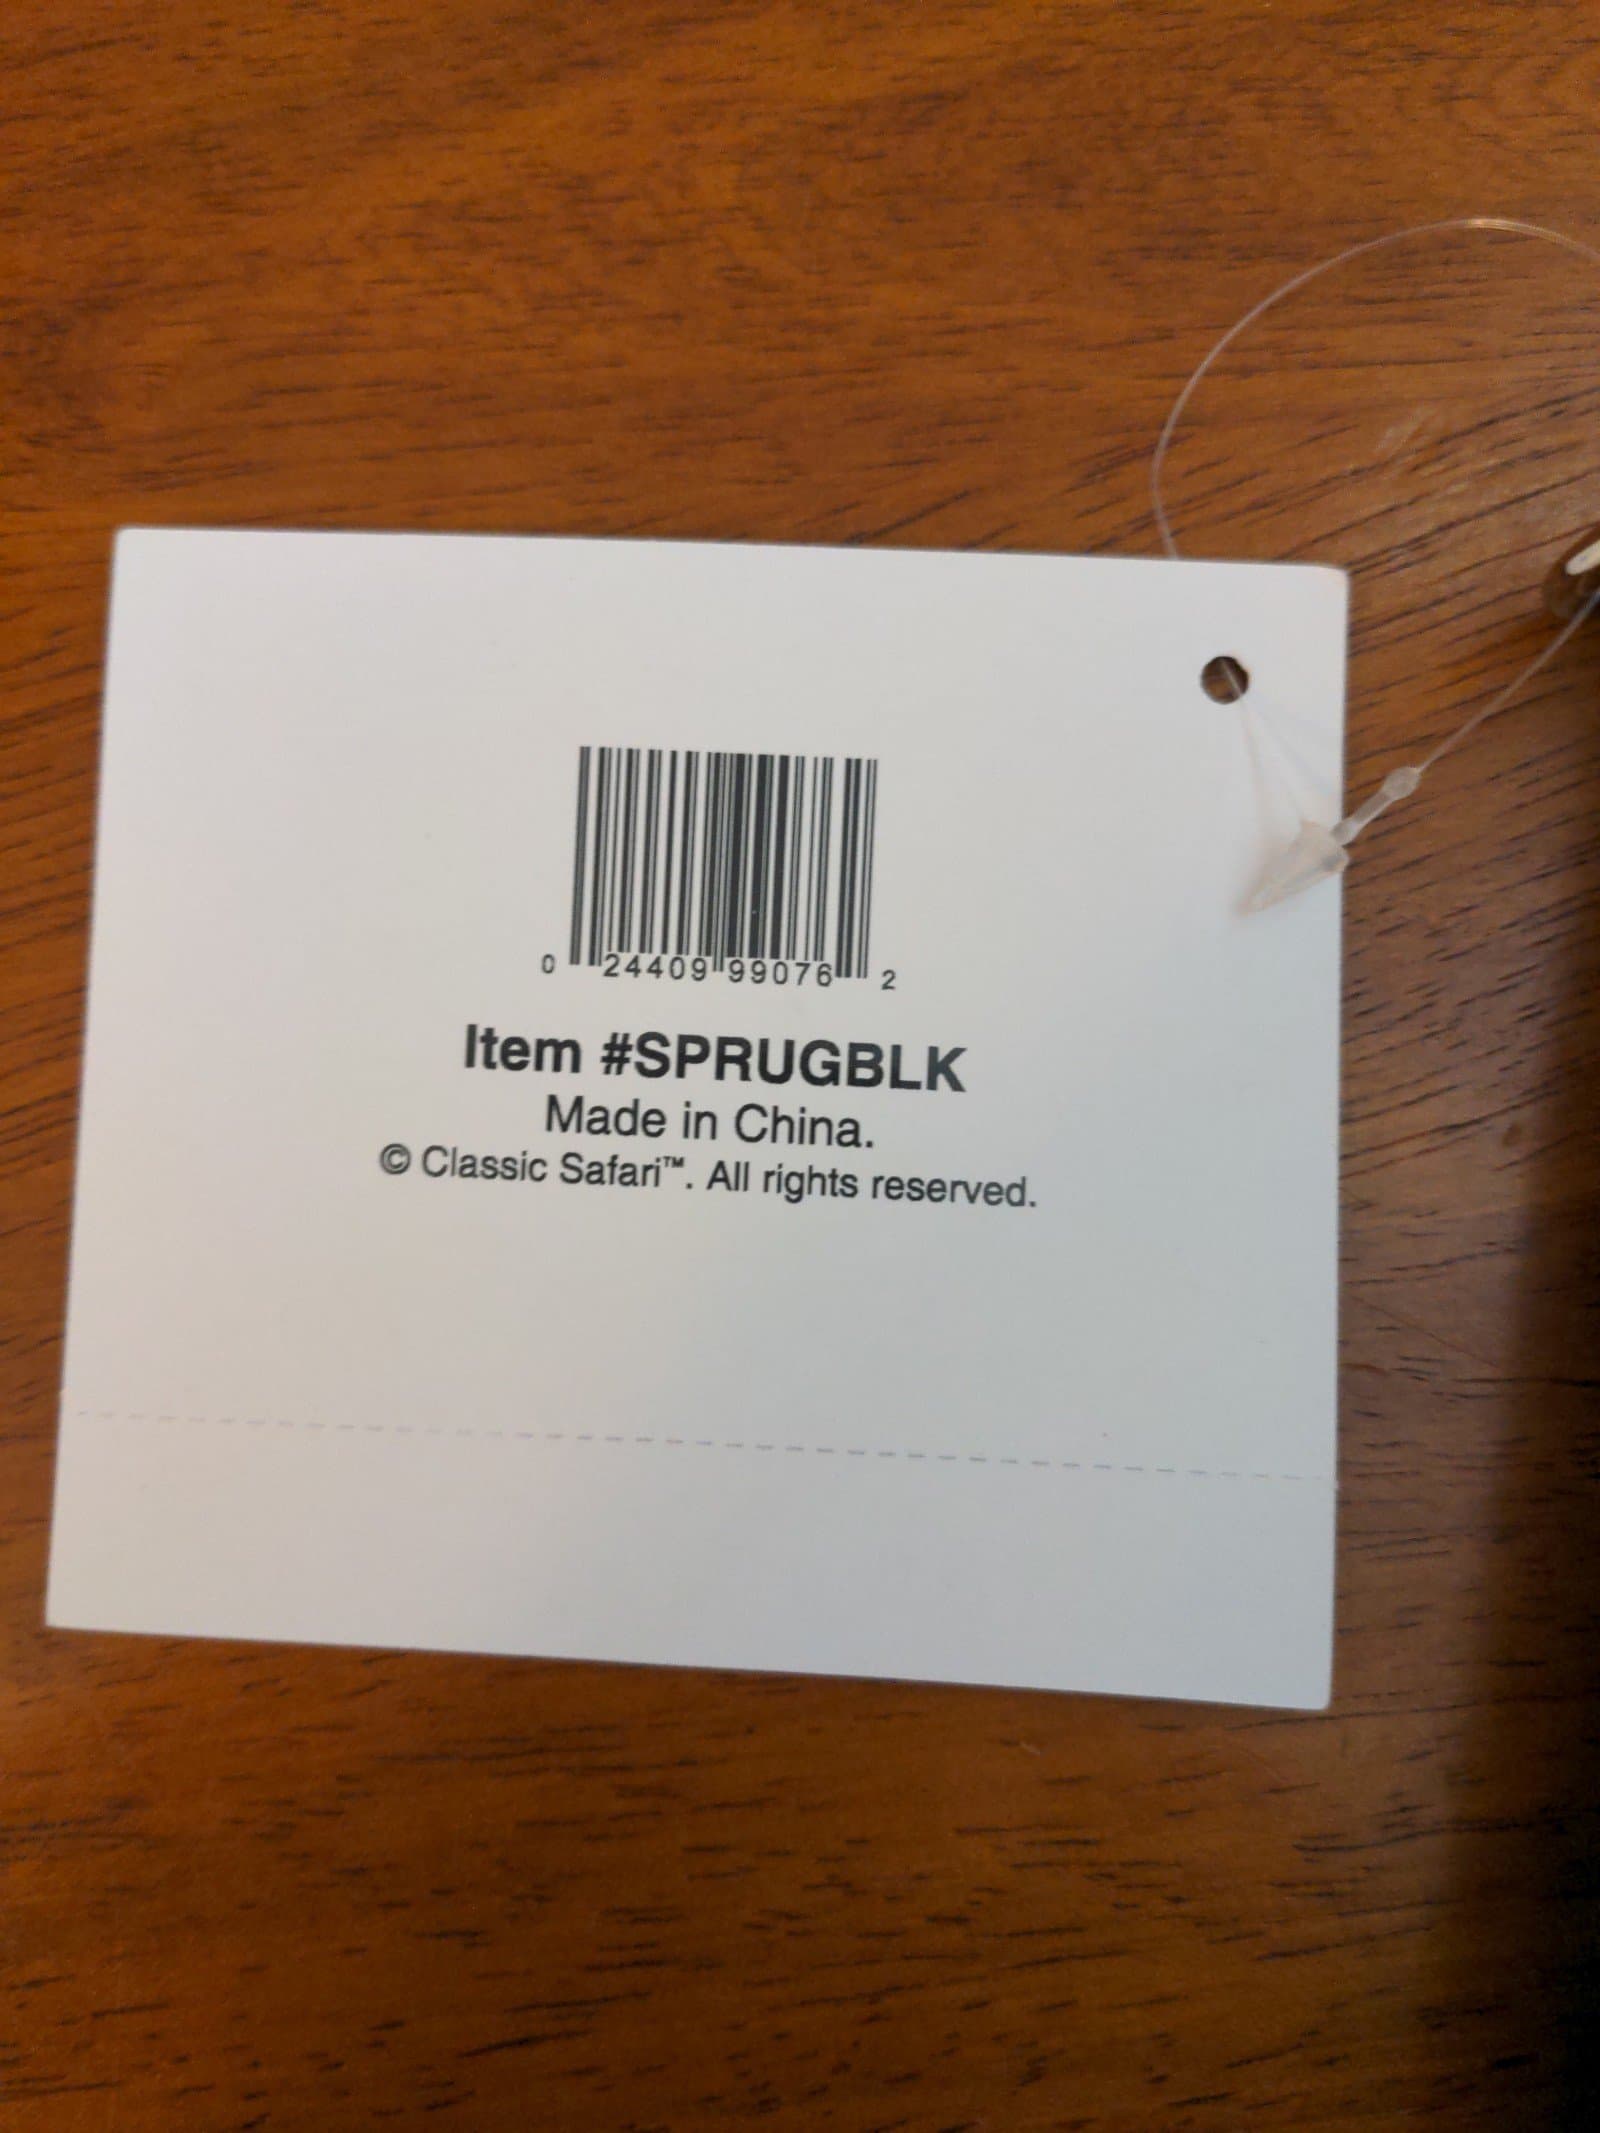 0 24409 99076 2
Item #SPRUGBLK
Made in China.
© Classic Safari™. All rights reserved.